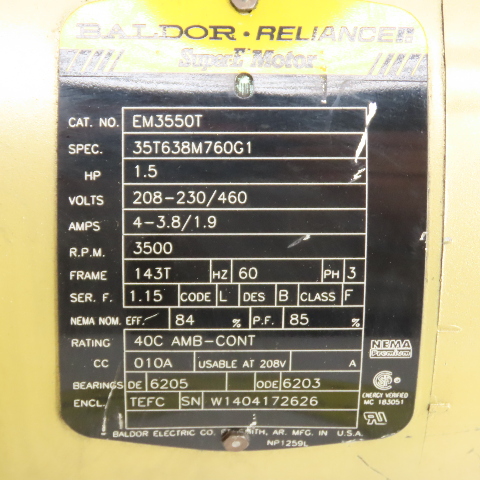 BALDOR • RELIANCE
SuperE Motor
CAT. NO. EM3550T
SPEC. 35T638M760G1
HP 1.5
VOLTS 208-230/460
AMPS 4-3.8/1.9
R.P.M. 3500
FRAME 143T HZ 60 PH 3
SER. F. 1.15 CODE L DES B CLASS F
NEMA NOM. EFF. 84 % P.F. 85 %
RATING 40C AMB-CONT
NEMA
Premium
CC 010A USABLE AT 208V A
BEARINGS DE 6205 ODE 6203
ENERGY VERIFIED
MC 183051
ENCL. TEFC SN W1404172626
BALDOR ELECTRIC CO. FT. SMITH, AR. MFG. IN U.S.A.
NP1259L